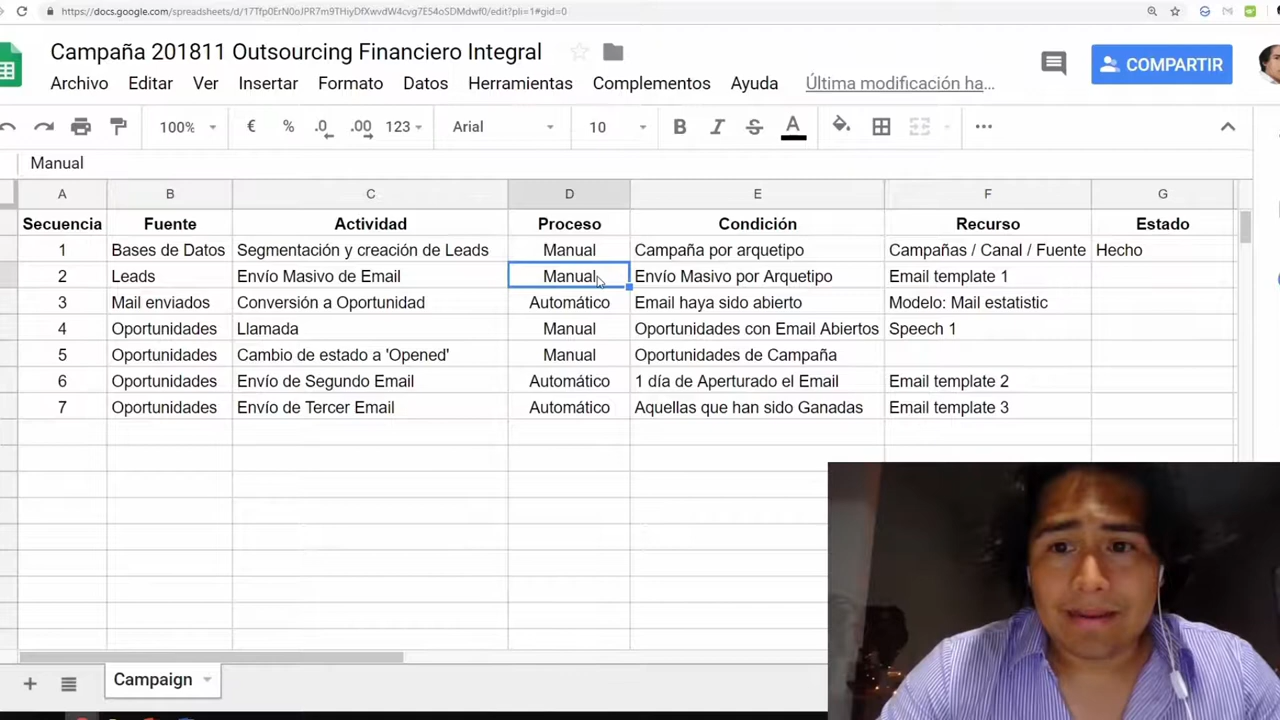 https://docs.google.com/spreadsheets/d/17Tfp0ErN0oJPR7m9THiyDfXwvdW4cvg7E54oSDMdwf0/edit?pli=1#gid=0
Campaña 201811 Outsourcing Financiero Integral
COMPARTIR
Archivo Editar Ver Insertar Formato Datos Herramientas Complementos Ayuda Última modificación ha…
100% € % .0 .00 123 Arial 10 B I S A
Manual
A B C D E F G
Secuencia Fuente Actividad Proceso Condición Recurso Estado
1 Bases de Datos Segmentación y creación de Leads Manual Campaña por arquetipo Campañas / Canal / Fuente Hecho
2 Leads Envío Masivo de Email Manual Envío Masivo por Arquetipo Email template 1
3 Mail enviados Conversión a Oportunidad Automático Email haya sido abierto Modelo: Mail estatistic
4 Oportunidades Llamada Manual Oportunidades con Email Abiertos Speech 1
5 Oportunidades Cambio de estado a 'Opened' Manual Oportunidades de Campaña
6 Oportunidades Envío de Segundo Email Automático 1 día de Aperturado el Email Email template 2
7 Oportunidades Envío de Tercer Email Automático Aquellas que han sido Ganadas Email template 3
Campaign